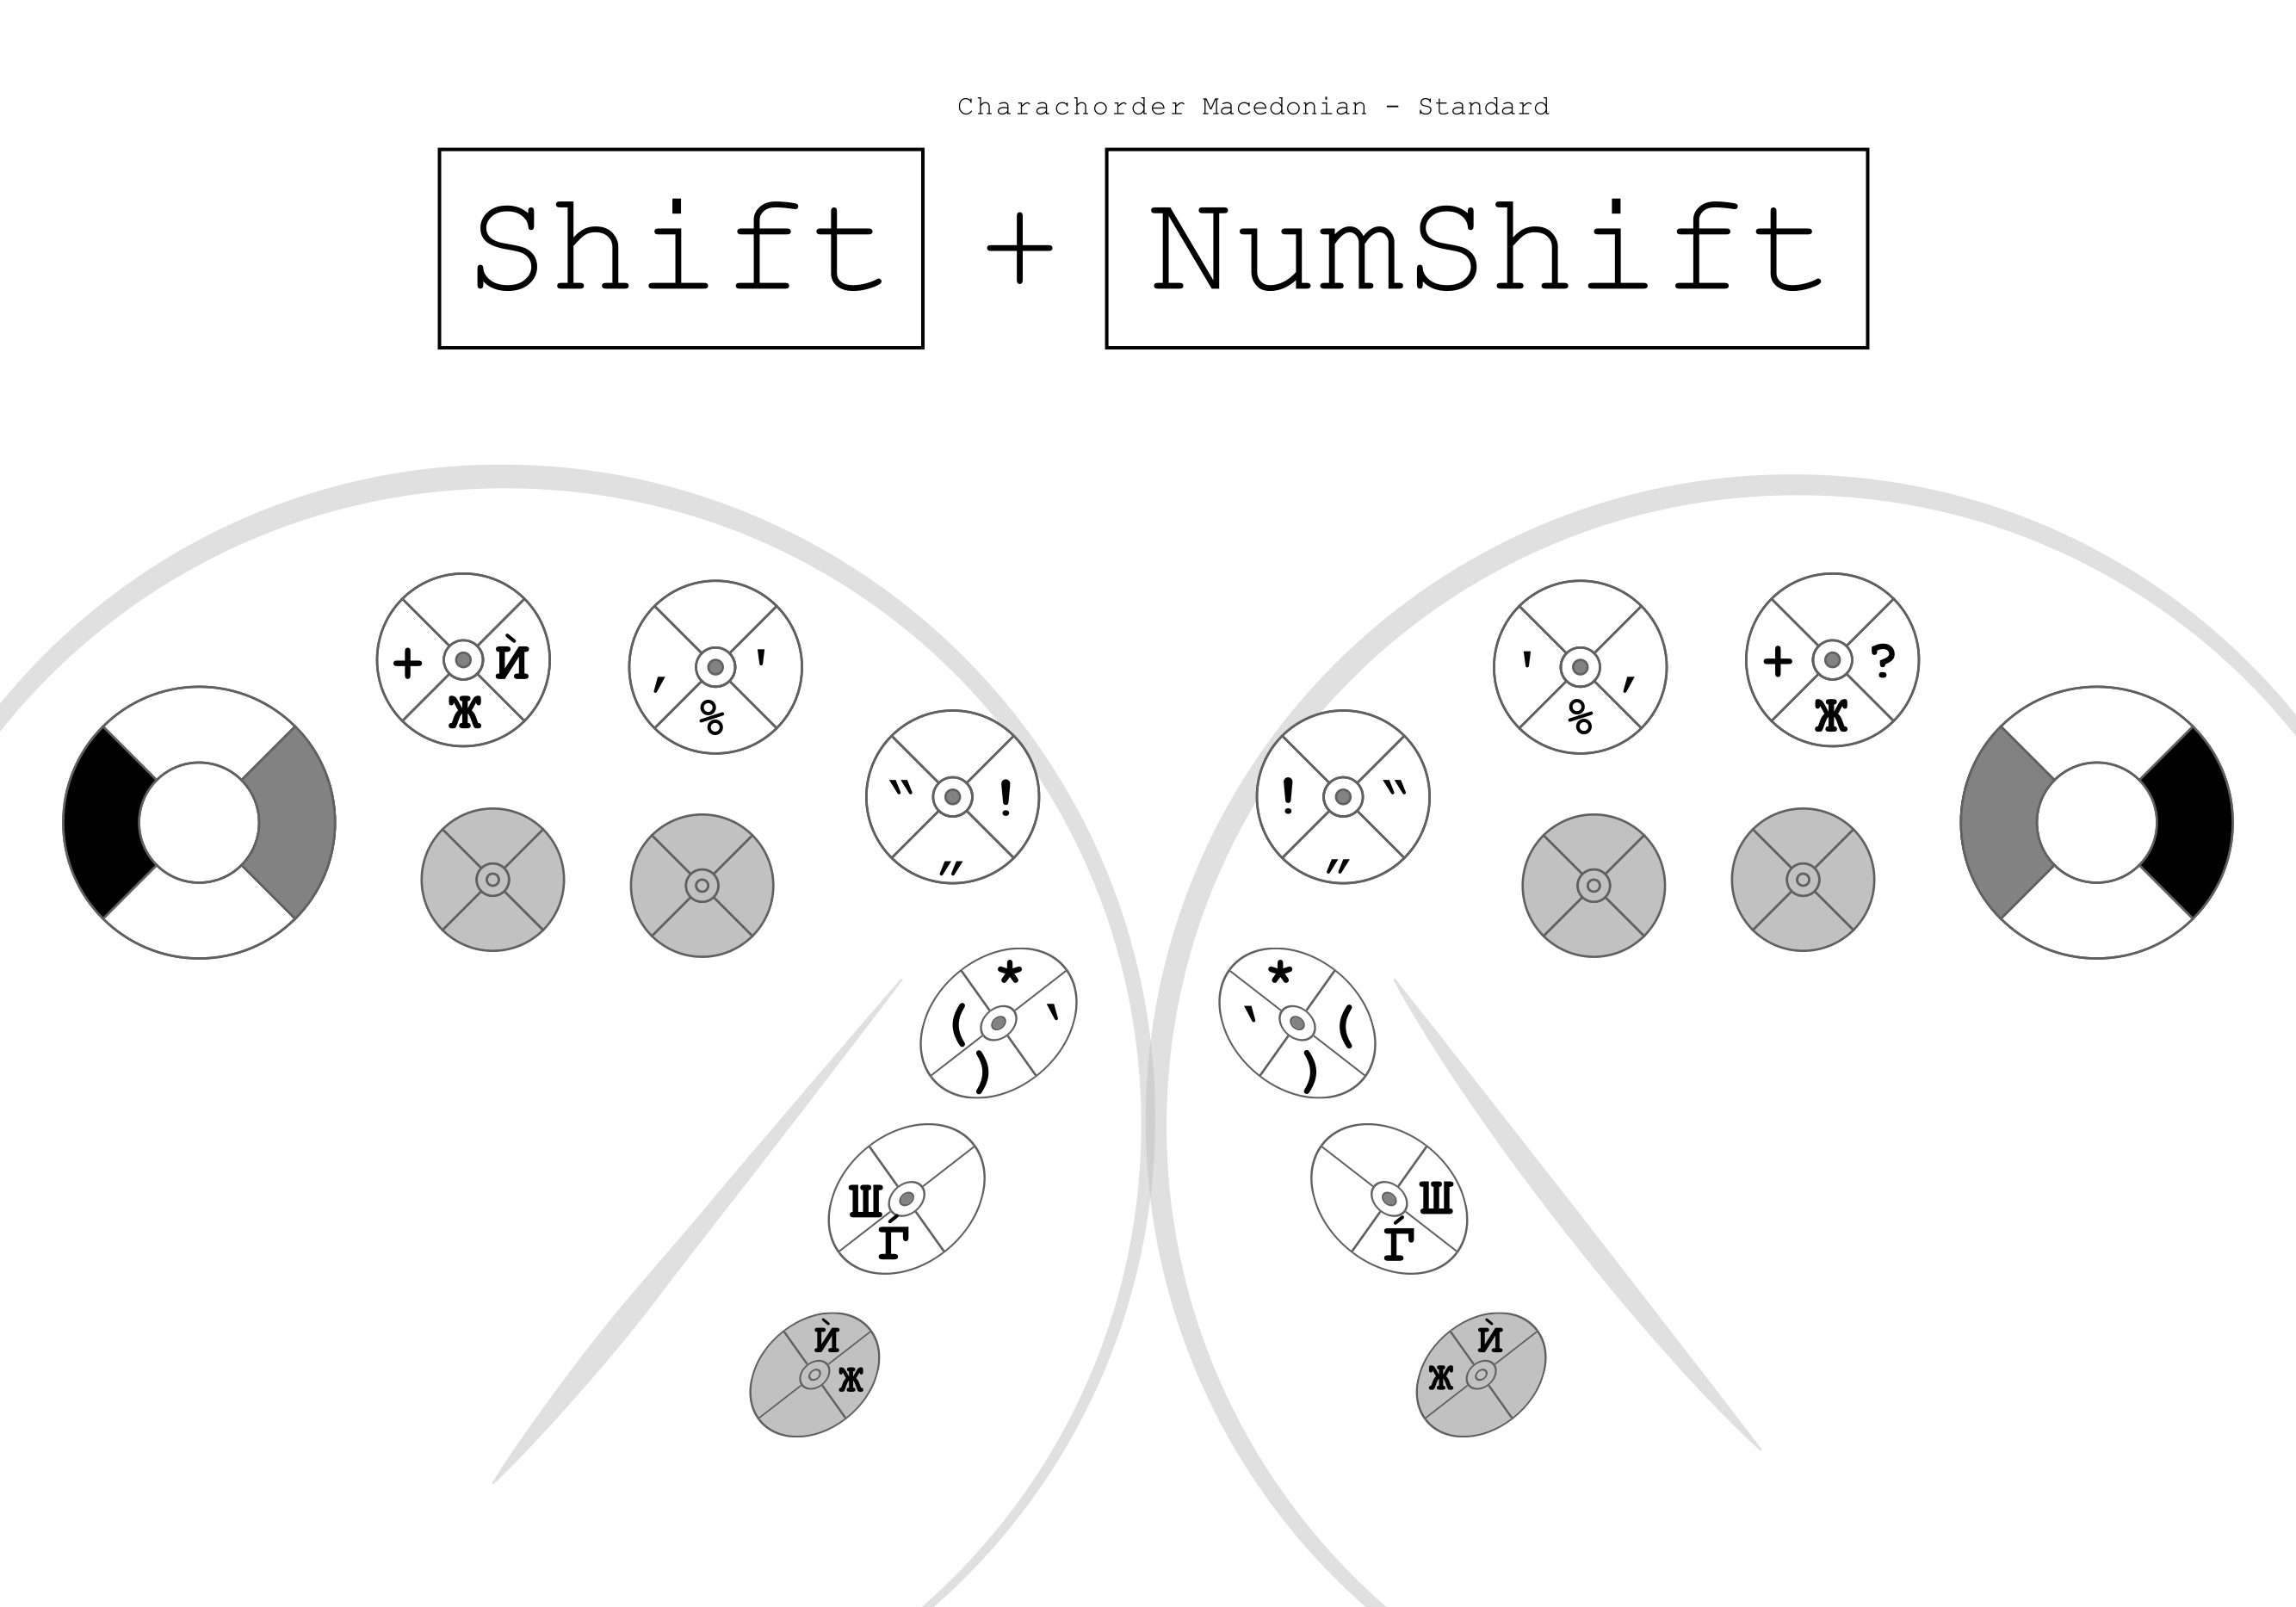 Charachorder Macedonian - Standard
Shift + NumShift
+ Ѝ Ж
‚ ' %
“ ! „
' ‚ %
+ ? Ж
! “ „
* ( ‘ )
* ‘ ( )
Ш Ѓ
Ш Ѓ
Ѝ Ж
Ѝ Ж